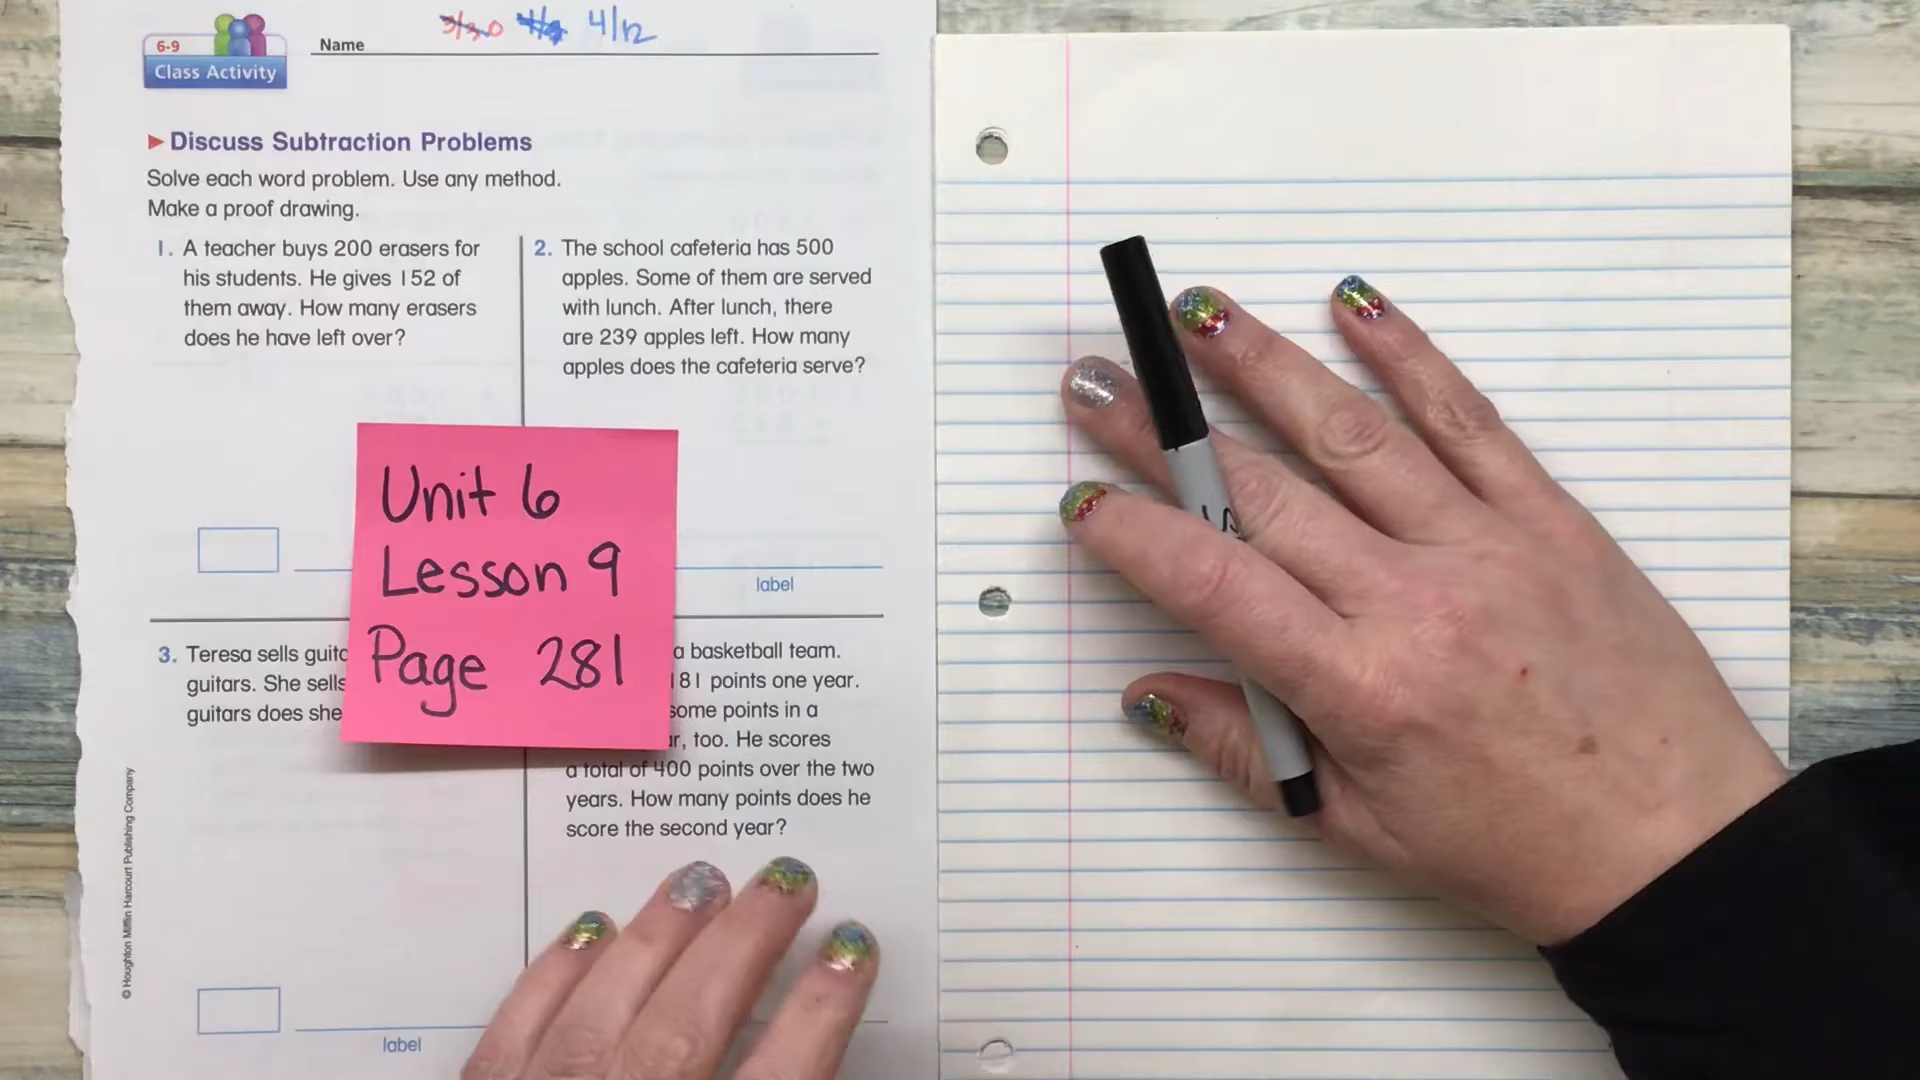 6-9
Class Activity
Name
3/30 4/12
Discuss Subtraction Problems
Solve each word problem. Use any method.
Make a proof drawing.
1. A teacher buys 200 erasers for
his students. He gives 152 of
them away. How many erasers
does he have left over?
2. The school cafeteria has 500
apples. Some of them are served
with lunch. After lunch, there
are 239 apples left. How many
apples does the cafeteria serve?
Unit 6
Lesson 9
Page 281
label
3. Teresa sells
guitars. She sells
guitars does she
a basketball team.
181 points one year.
some points in a
too. He scores
a total of 400 points over the two
years. How many points does he
score the second year?
label
© Houghton Mifflin Harcourt Publishing Company